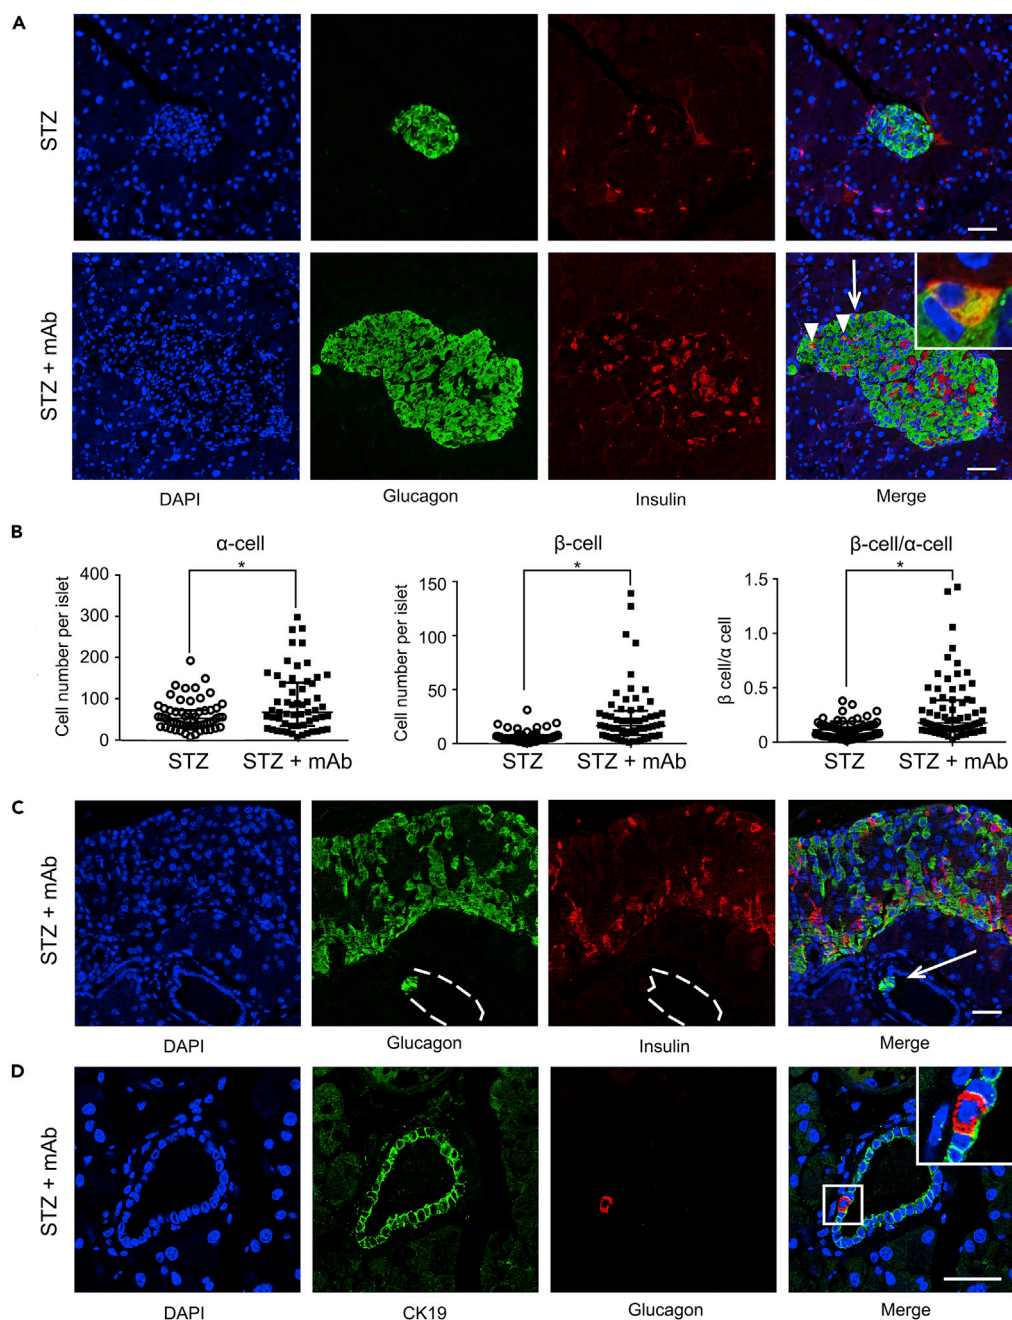 A
STZ
STZ + mAb
DAPI
Glucagon
Insulin
Merge
B
α-cell
*
Cell number per islet
400
300
200
100
0
STZ
STZ + mAb
β-cell
*
Cell number per islet
150
100
50
0
STZ
STZ + mAb
β-cell/α-cell
*
β cell/α cell
1.5
1.0
0.5
0
STZ
STZ + mAb
C
STZ + mAb
DAPI
Glucagon
Insulin
Merge
D
STZ + mAb
DAPI
CK19
Glucagon
Merge